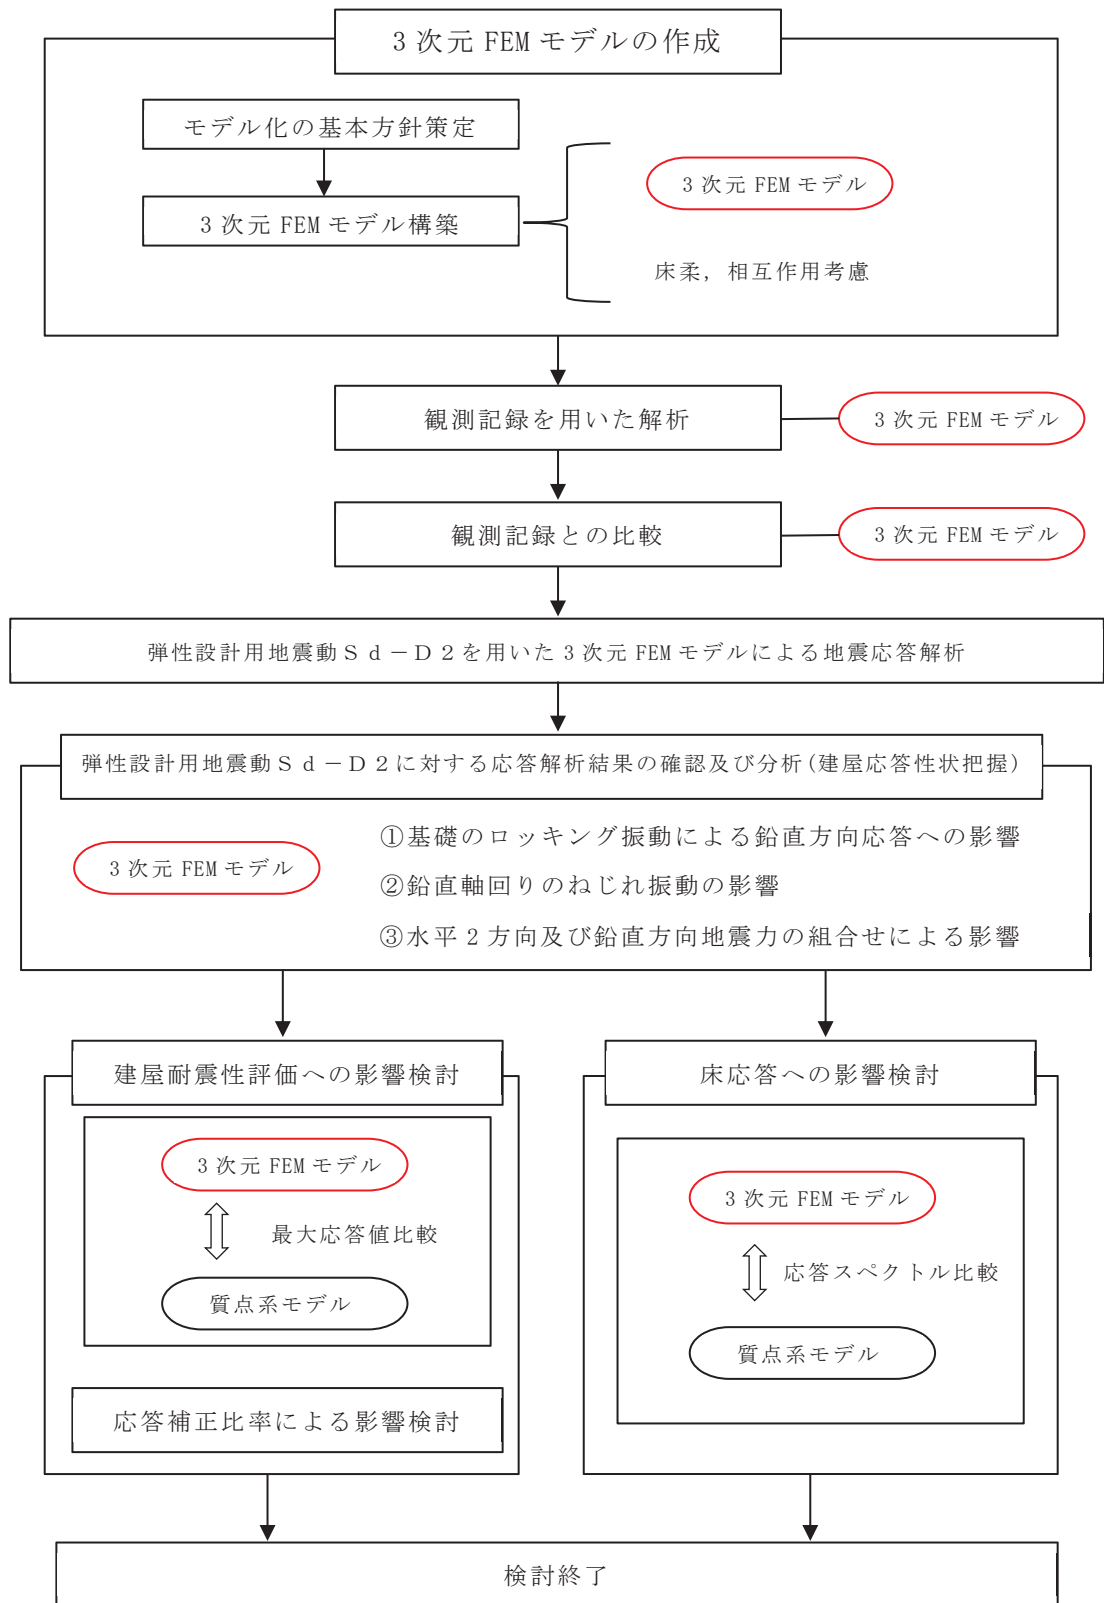 3次元FEMモデルの作成
モデル化の基本方針策定
3次元FEMモデル構築
3次元FEMモデル
床柔，相互作用考慮
観測記録を用いた解析
3次元FEMモデル
観測記録との比較
3次元FEMモデル
弾性設計用地震動Ｓｄ－Ｄ２を用いた3次元FEMモデルによる地震応答解析
弾性設計用地震動Ｓｄ－Ｄ２に対する応答解析結果の確認及び分析(建屋応答性状把握)
3次元FEMモデル
①基礎のロッキング振動による鉛直方向応答への影響
②鉛直軸回りのねじれ振動の影響
③水平2方向及び鉛直方向地震力の組合せによる影響
建屋耐震性評価への影響検討
3次元FEMモデル
最大応答値比較
質点系モデル
応答補正比率による影響検討
床応答への影響検討
3次元FEMモデル
応答スペクトル比較
質点系モデル
検討終了